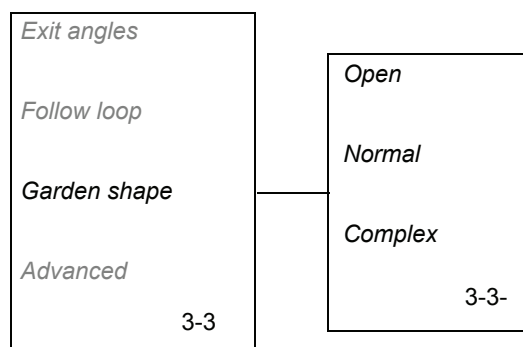 Exit angles
Follow loop
Garden shape
Advanced
3-3
Open
Normal
Complex
3-3-